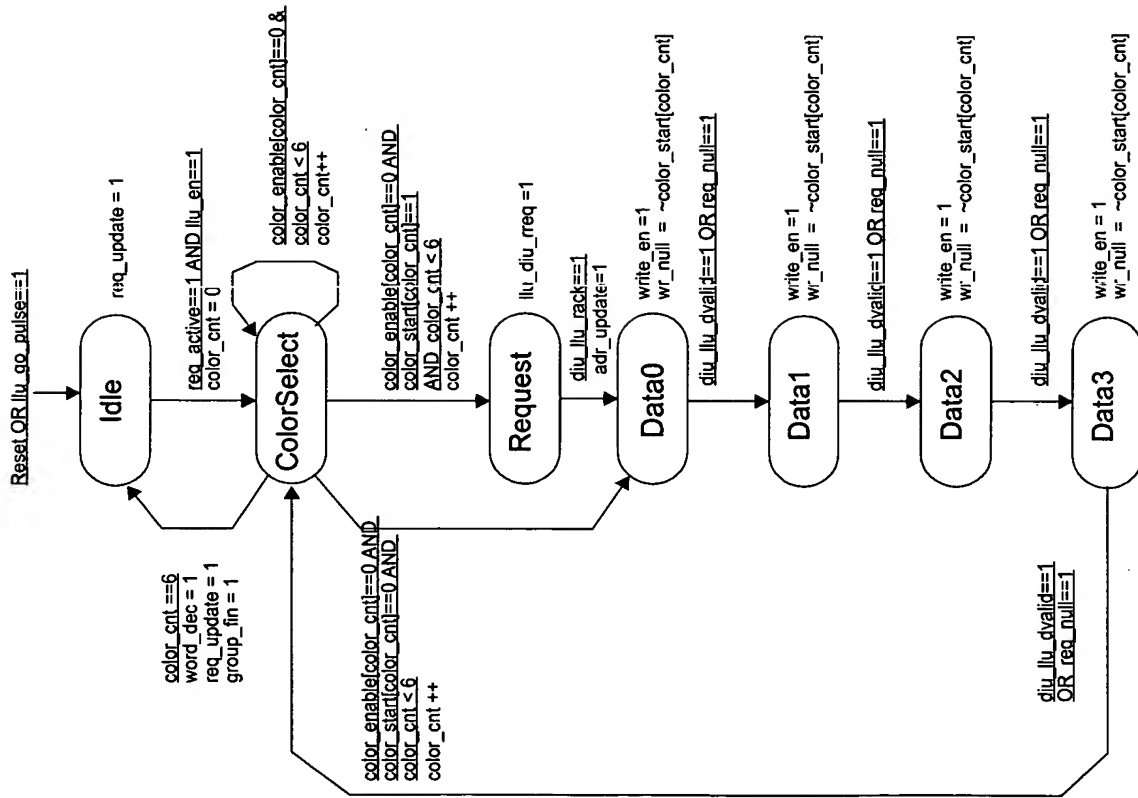 Reset OR llu_go_pulse==1
Idle
req_update = 1
req_active==1 AND llu_en==1
color_cnt = 0
color_cnt ==6
word_dec = 1
req_update = 1
group_fin = 1
ColorSelect
color_enable[color_cnt]==0 &
color_cnt < 6
color_cnt++
color_enable[color_cnt]==0 AND
color_start[color_cnt]==1
AND color_cnt < 6
color_cnt ++
color_enable[color_cnt]==0 AND
color_start[color_cnt]==0 AND
color_cnt < 6
color_cnt ++
Request
llu_diu_rreq =1
diu_llu_rack==1
adr_update=1
Data0
write_en =1
wr_null = ~color_start[color_cnt]
diu_llu_dvalid==1 OR req_null==1
Data1
write_en =1
wr_null = ~color_start[color_cnt]
diu_llu_dvalid==1 OR req_null==1
Data2
write_en = 1
wr_null = ~color_start[color_cnt]
diu_llu_dvalid==1 OR req_null==1
Data3
write_en = 1
wr_null = ~color_start[color_cnt]
diu_llu_dvalid==1
OR req_null==1